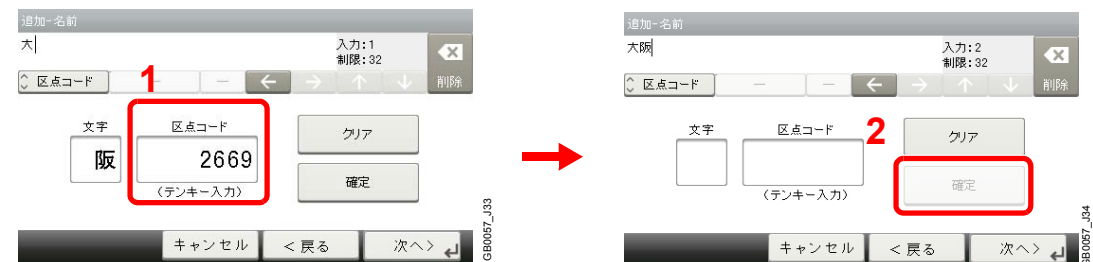 追加-名前
大
入力:1
制限:32
区点コード
1
－
－
←
→
↑
↓
削除
文字
区点コード
クリア
阪
2669
確定
(テンキー入力)
キャンセル
<戻る
次へ>
GB0057_J33
追加-名前
大阪
入力:2
制限:32
区点コード
－
－
←
→
↑
↓
削除
文字
区点コード
2
クリア
確定
(テンキー入力)
キャンセル
<戻る
次へ>
GB0057_J34